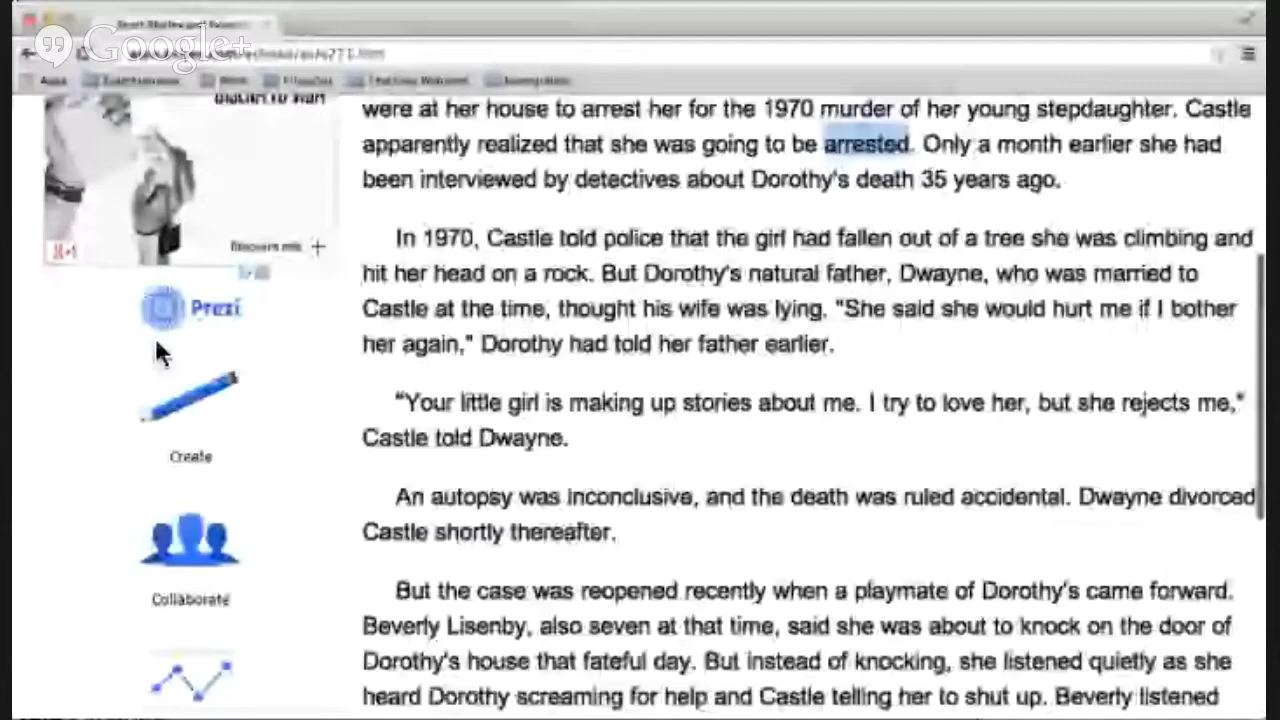 Google+
Apps
were at her house to arrest her for the 1970 murder of her young stepdaughter. Castle
apparently realized that she was going to be arrested. Only a month earlier she had
been interviewed by detectives about Dorothy's death 35 years ago.
In 1970, Castle told police that the girl had fallen out of a tree she was climbing and
hit her head on a rock. But Dorothy's natural father, Dwayne, who was married to
Castle at the time, thought his wife was lying. "She said she would hurt me if I bother
her again," Dorothy had told her father earlier.
"Your little girl is making up stories about me. I try to love her, but she rejects me,"
Castle told Dwayne.
An autopsy was inconclusive, and the death was ruled accidental. Dwayne divorced
Castle shortly thereafter.
But the case was reopened recently when a playmate of Dorothy's came forward.
Beverly Lisenby, also seven at that time, said she was about to knock on the door of
Dorothy's house that fateful day. But instead of knocking, she listened quietly as she
heard Dorothy screaming for help and Castle telling her to shut up. Beverly listened
Prezi
Create
Collaborate